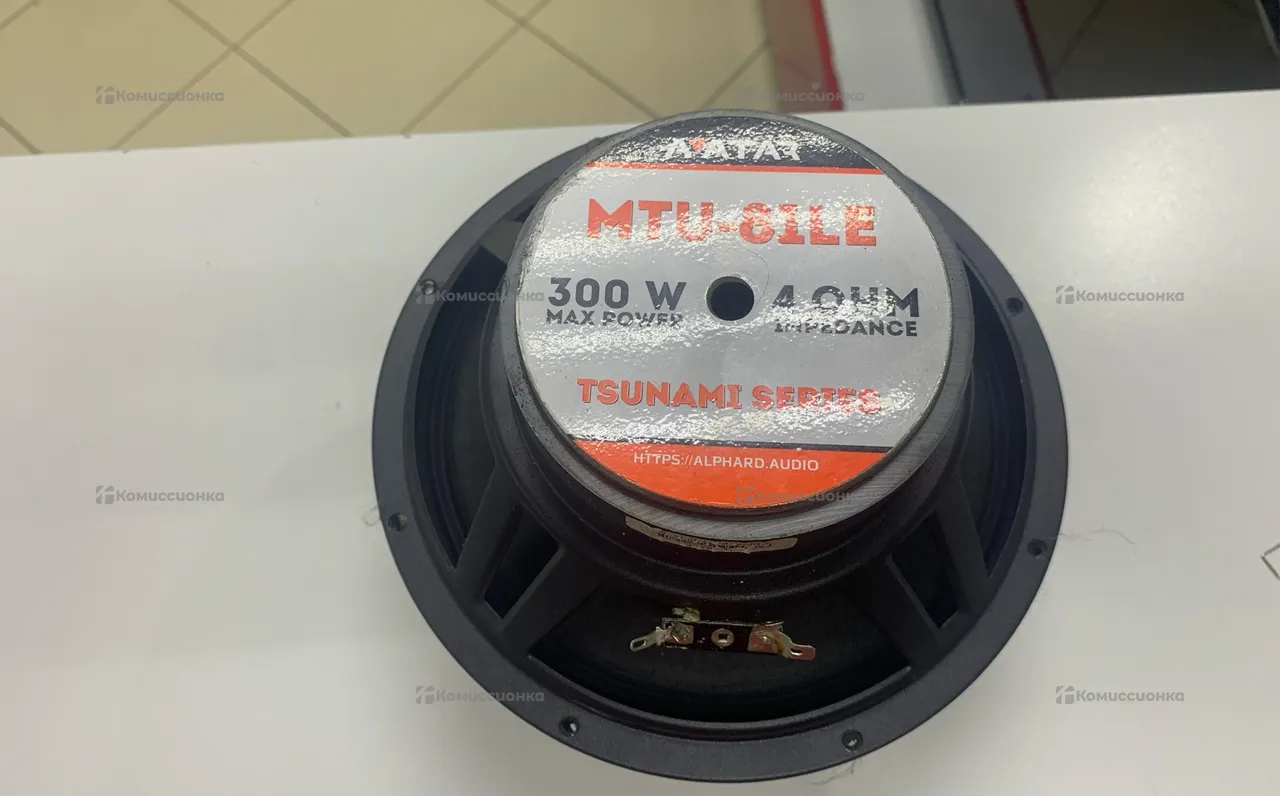 AVATAR
MTU-81LE
300 W
MAX POWER
4 OHM
IMPEDANCE
TSUNAMI SERIES
HTTPS://ALPHARD.AUDIO
Комиссионка
Комиссионка
Комиссионка
Комиссионка
Комиссионка
Комиссионка
Комиссионка
Комиссионка